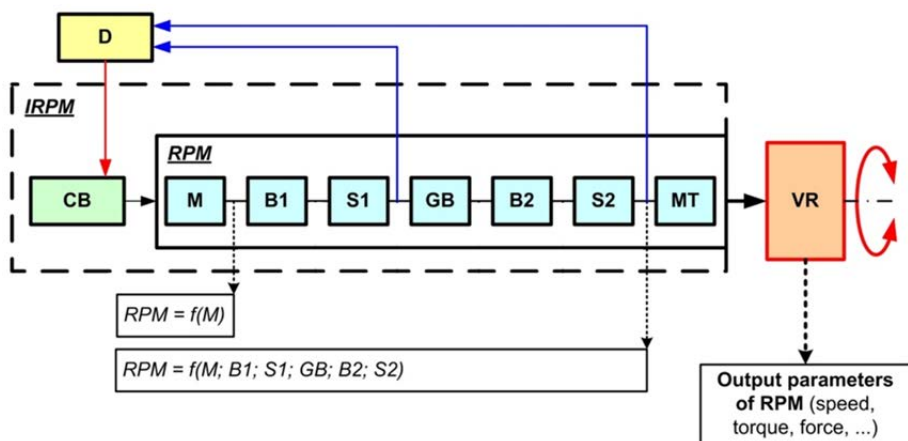 D
IRPM
RPM
CB
M
B1
S1
GB
B2
S2
MT
VR
RPM = f(M)
RPM = f(M; B1; S1; GB; B2; S2)
Output parameters
of RPM (speed,
torque, force, ...)